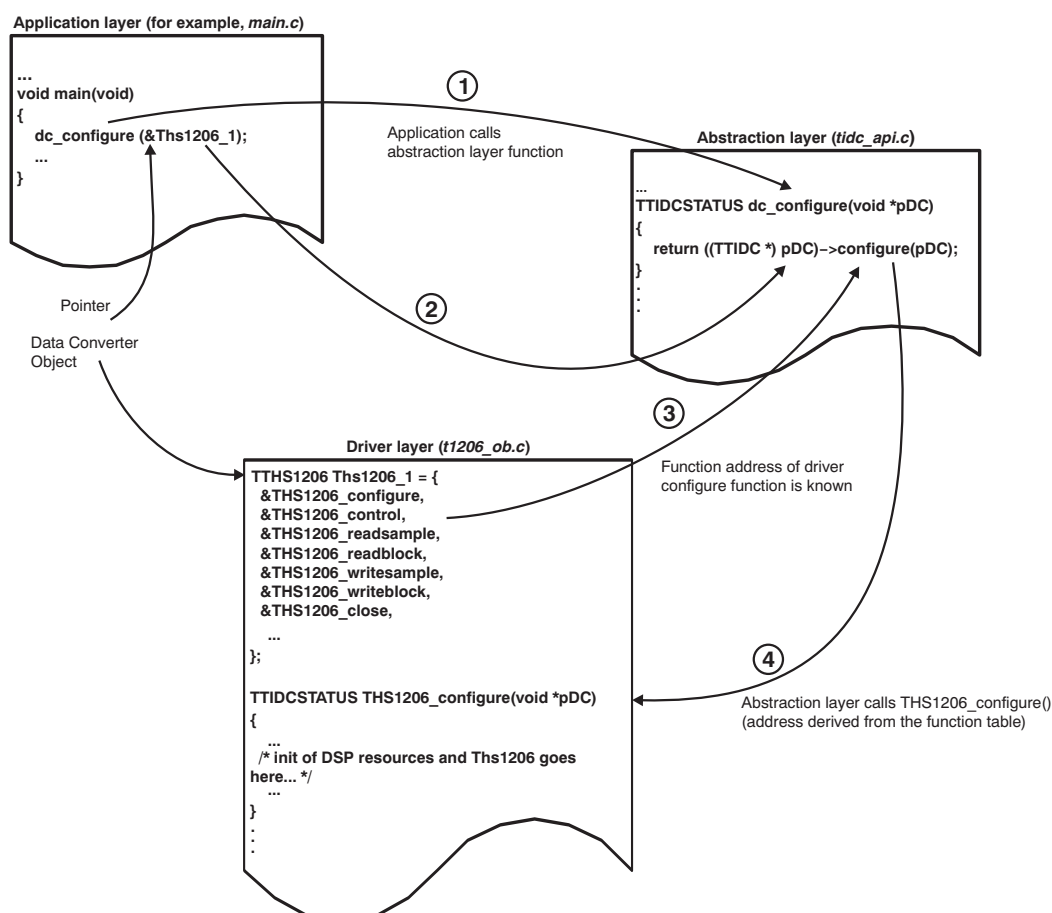 Application layer (for example, main.c)
...
void main(void)
{
dc_configure (&Ths1206_1);
...
}
1
Application calls
abstraction layer function
Abstraction layer (tidc_api.c)
...
TTIDCSTATUS dc_configure(void *pDC)
{
return ((TTIDC *) pDC)−>configure(pDC);
}
.
.
.
Pointer
Data Converter
Object
2
3
Function address of driver
configure function is known
Driver layer (t1206_ob.c)
TTHS1206 Ths1206_1 = {
&THS1206_configure,
&THS1206_control,
&THS1206_readsample,
&THS1206_readblock,
&THS1206_writesample,
&THS1206_writeblock,
&THS1206_close,
...
};
TTIDCSTATUS THS1206_configure(void *pDC)
{
...
/* init of DSP resources and Ths1206 goes
here... */
...
}
.
.
.
4
Abstraction layer calls THS1206_configure()
(address derived from the function table)